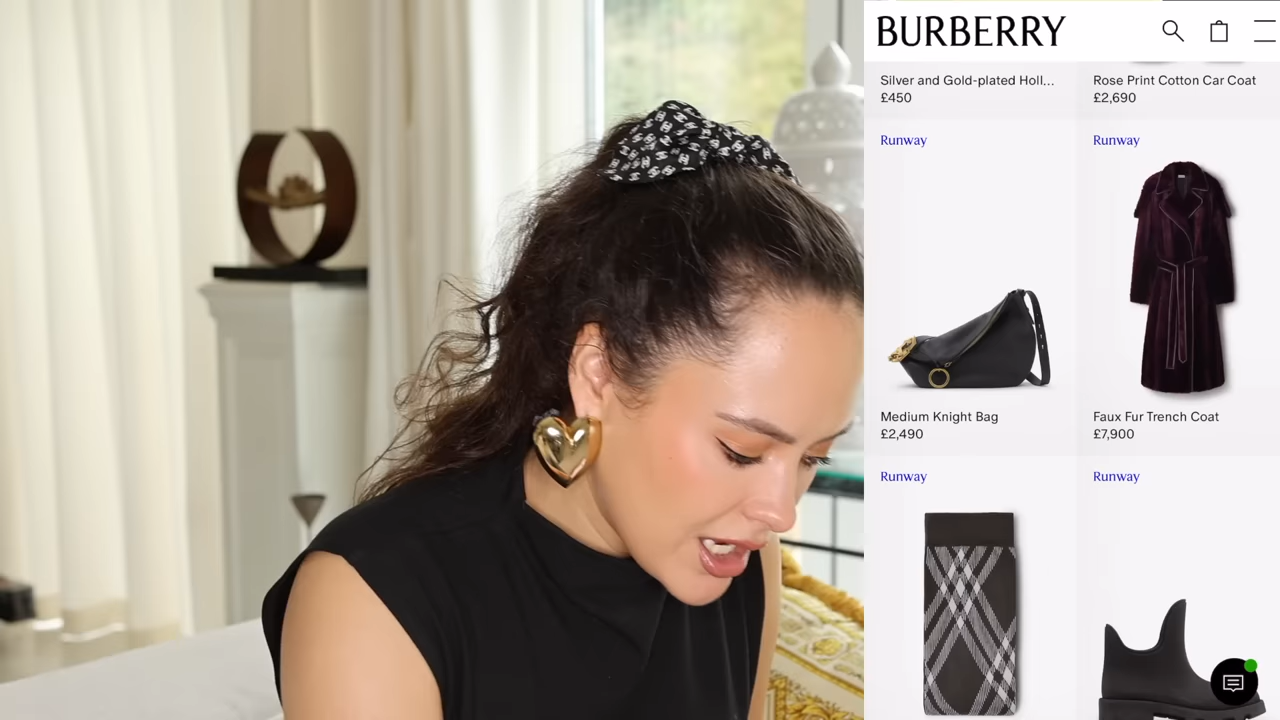 BURBERRY
Silver and Gold-plated Holl...
£450
Rose Print Cotton Car Coat
£2,690
Runway
Runway
Medium Knight Bag
£2,490
Faux Fur Trench Coat
£7,900
Runway
Runway